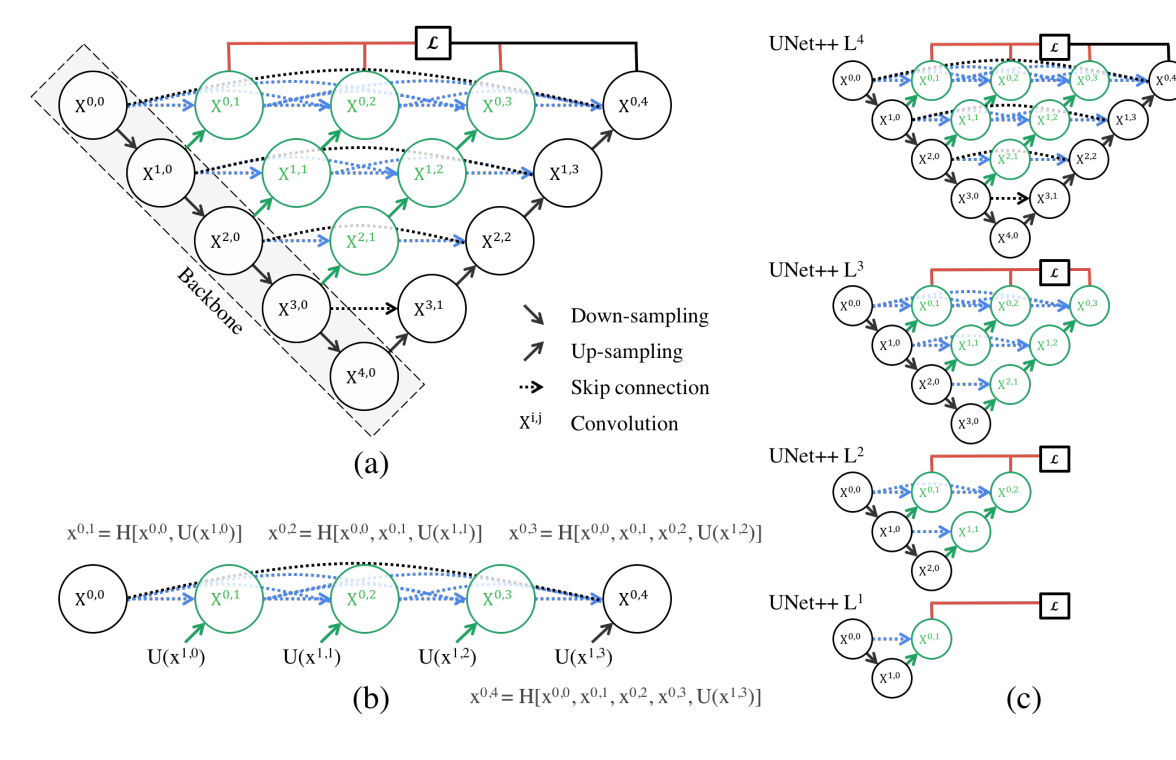 ℒ
X^0,0 X^0,1 X^0,2 X^0,3 X^0,4
X^1,0 X^1,1 X^1,2 X^1,3
X^2,0 X^2,1 X^2,2
X^3,0 X^3,1
X^4,0
Backbone
Down-sampling
Up-sampling
Skip connection
X^i,j Convolution
(a)
x^0,1 = H[x^0,0, U(x^1,0)] x^0,2 = H[x^0,0, x^0,1, U(x^1,1)] x^0,3 = H[x^0,0, x^0,1, x^0,2, U(x^1,2)]
X^0,0 X^0,1 X^0,2 X^0,3 X^0,4
U(x^1,0) U(x^1,1) U(x^1,2) U(x^1,3)
(b)
x^0,4 = H[x^0,0, x^0,1, x^0,2, x^0,3, U(x^1,3)]
UNet++ L^4
ℒ
X^0,0 X^0,1 X^0,2 X^0,3 X^0,4
X^1,0 X^1,1 X^1,2 X^1,3
X^2,0 X^2,1 X^2,2
X^3,0 X^3,1
X^4,0
UNet++ L^3
ℒ
X^0,0 X^0,1 X^0,2 X^0,3
X^1,0 X^1,1 X^1,2
X^2,0 X^2,1
X^3,0
UNet++ L^2
ℒ
X^0,0 X^0,1 X^0,2
X^1,0 X^1,1
X^2,0
UNet++ L^1
ℒ
X^0,0 X^0,1
X^1,0
(c)